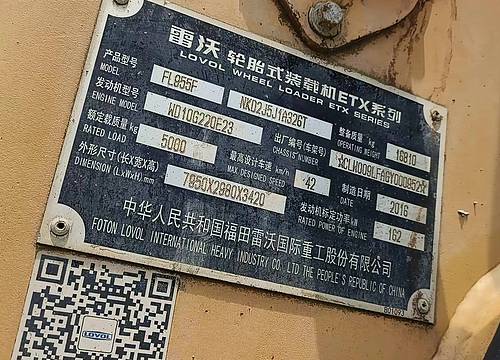 雷沃 轮胎式装载机ETX系列
LOVOL WHEEL LOADER ETX SERIES
产品型号 MODEL FL955F NKD2J5J1A326T 整备质量 kg OPERATING WEIGHT 16810
发动机型号 ENGINE MODEL WD10G220E23 出厂编号(车架号) CHASSIS NUMBER
额定载质量 kg RATED LOAD 5000 最高设计车速 km/h MAX DESIGNED SPEED 42 制造日期 DATE 2016
外形尺寸(长X宽X高) DIMENSION (LxWxH) mm 7950X2980X3420 发动机标定功率kW RATED POWER OF ENGINE 162
中华人民共和国福田雷沃国际重工股份有限公司
FOTON LOVOL INTERNATIONAL HEAVY INDUSTRY CO. LTD THE PEOPLE'S REPUBLIC OF CHINA
LOVOL